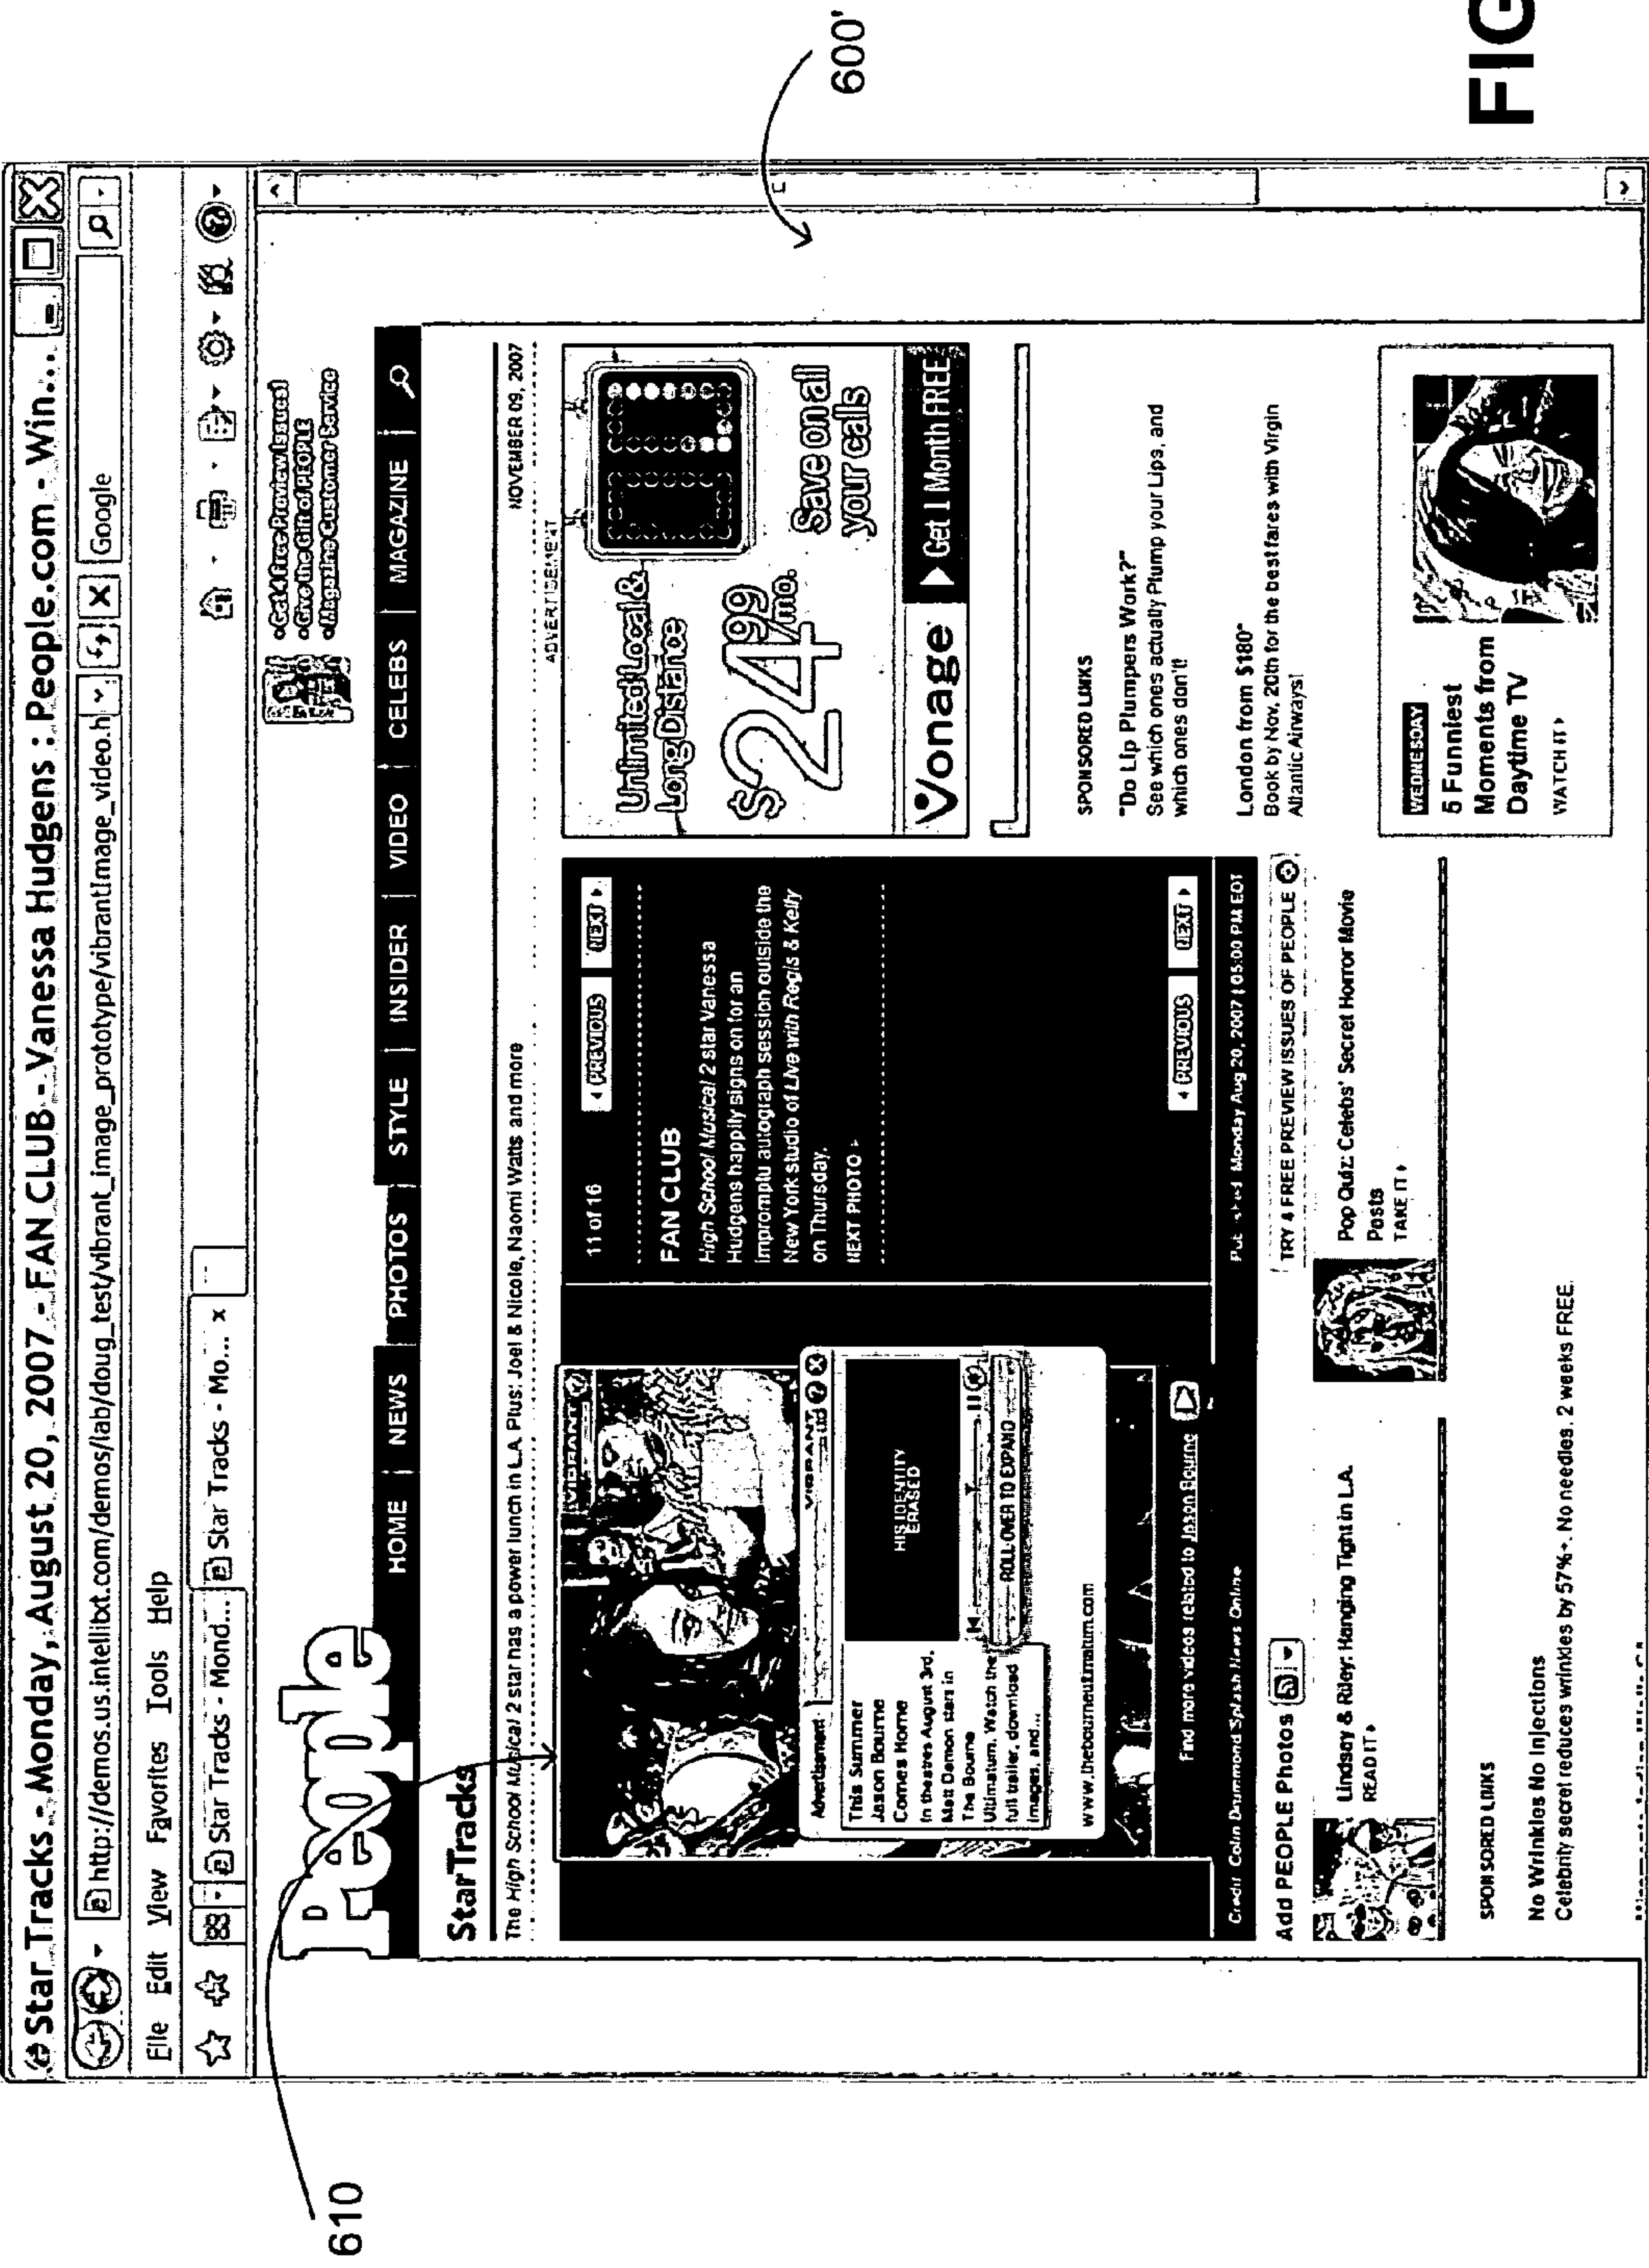 Star Tracks - Monday, August 20, 2007 - FAN CLUB - Vanessa Hudgens : People.com - Win...
http://demos.us.intellitxt.com/demos/lab/doug_test/vibrant_image_prototype/vibrantImage_video.h
Google
File Edit View Favorites Tools Help
Star Tracks - Mond...
Star Tracks - Mo... x
People
•Get 4 Free Preview Issues!
•Give the Gift of PEOPLE
•Magazine Customer Service
HOME | NEWS | PHOTOS | STYLE | INSIDER | VIDEO | CELEBS | MAGAZINE
StarTracks
NOVEMBER 09, 2007
The High School Musical 2 star has a power lunch in L.A. Plus: Joel & Nicole, Naomi Watts and more
ADVERTISEMENT
VIBRANT
Advertisement
VIBRANT
This Summer
Jason Bourne
Comes Home
In theatres August 3rd,
Matt Damon stars in
The Bourne
Ultimatum. Watch the
full trailer, download
images, and...
HIS IDENTITY
ERASED
ROLL OVER TO EXPAND
www.thebourneultimatum.com
Find more videos related to Jason Bourne
11 of 16
PREVIOUS
NEXT
FAN CLUB
High School Musical 2 star Vanessa
Hudgens happily signs on for an
impromptu autograph session outside the
New York studio of Live with Regis & Kelly
on Thursday.
NEXT PHOTO
PREVIOUS
NEXT
Credit: Colin Drummond Splash News Online
Published Monday Aug 20, 2007 | 05:00 PM EDT
Unlimited Local &
Long Distance
$24 99
/mo.
Save on all
your calls
Vonage
Get 1 Month FREE
SPONSORED LINKS
"Do Lip Plumpers Work?"
See which ones actually Plump your Lips, and
which ones don't!
London from $180*
Book by Nov, 20th for the best fares with Virgin
Atlantic Airways!
Add PEOPLE Photos
TRY 4 FREE PREVIEW ISSUES OF PEOPLE
Lindsay & Riley: Hanging Tight in L.A.
READ IT
Pop Quiz: Celebs' Secret Horror Movie
Pasts
TAKE IT
WEDNESDAY
5 Funniest
Moments from
Daytime TV
WATCH IT
SPONSORED LINKS
No Wrinkles No Injections
Celebrity secret reduces wrinkles by 57%+. No needles. 2 weeks FREE.
610
600'
FIG